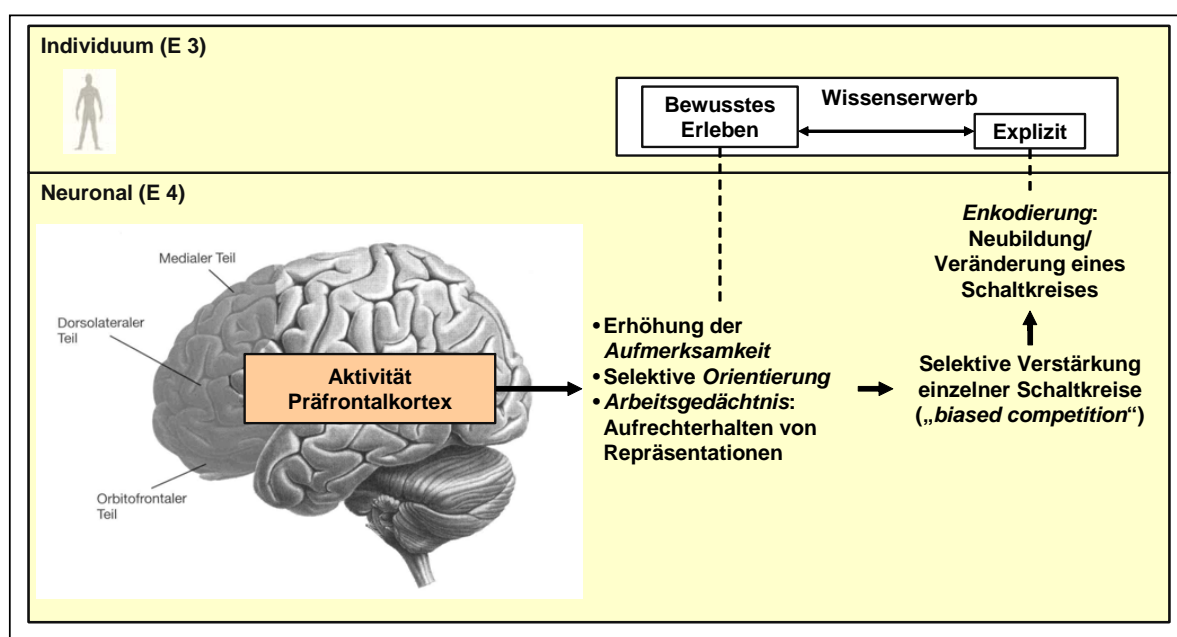 Individuum (E 3)
Bewusstes
Erleben
Wissenserwerb
Explizit
Neuronal (E 4)
Medialer Teil
Dorsolateraler
Teil
Orbitofrontaler
Teil
Aktivität
Präfrontalkortex
•Erhöhung der
Aufmerksamkeit
•Selektive Orientierung
•Arbeitsgedächtnis:
Aufrechterhalten von
Repräsentationen
Enkodierung:
Neubildung/
Veränderung eines
Schaltkreises
Selektive Verstärkung
einzelner Schaltkreise
(„biased competition“)